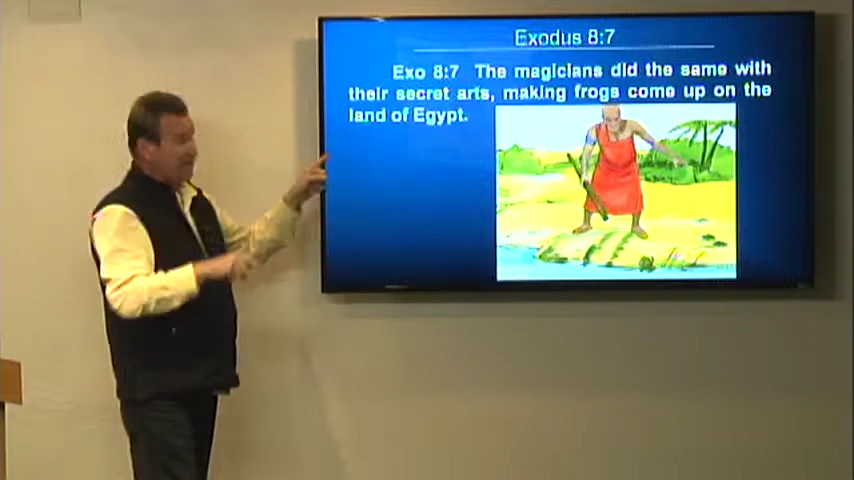 Exodus 8:7
Exo 8:7 The magicians did the same with
their secret arts, making frogs come up on the
land of Egypt.